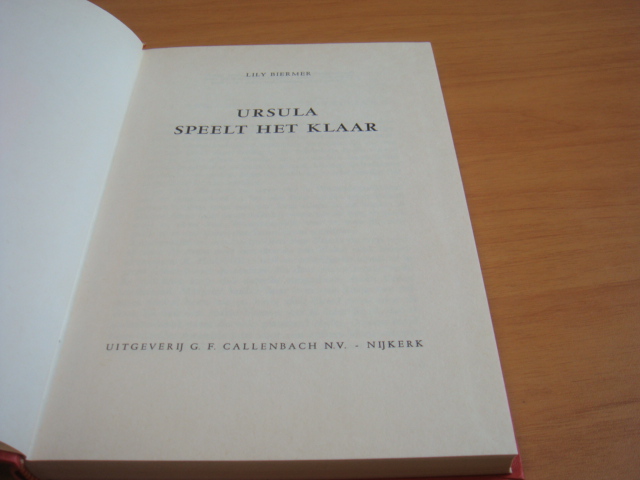 LILY BIERMER
URSULA
SPEELT HET KLAAR
UITGEVERIJ G. F. CALLENBACH N.V. - NIJKERK